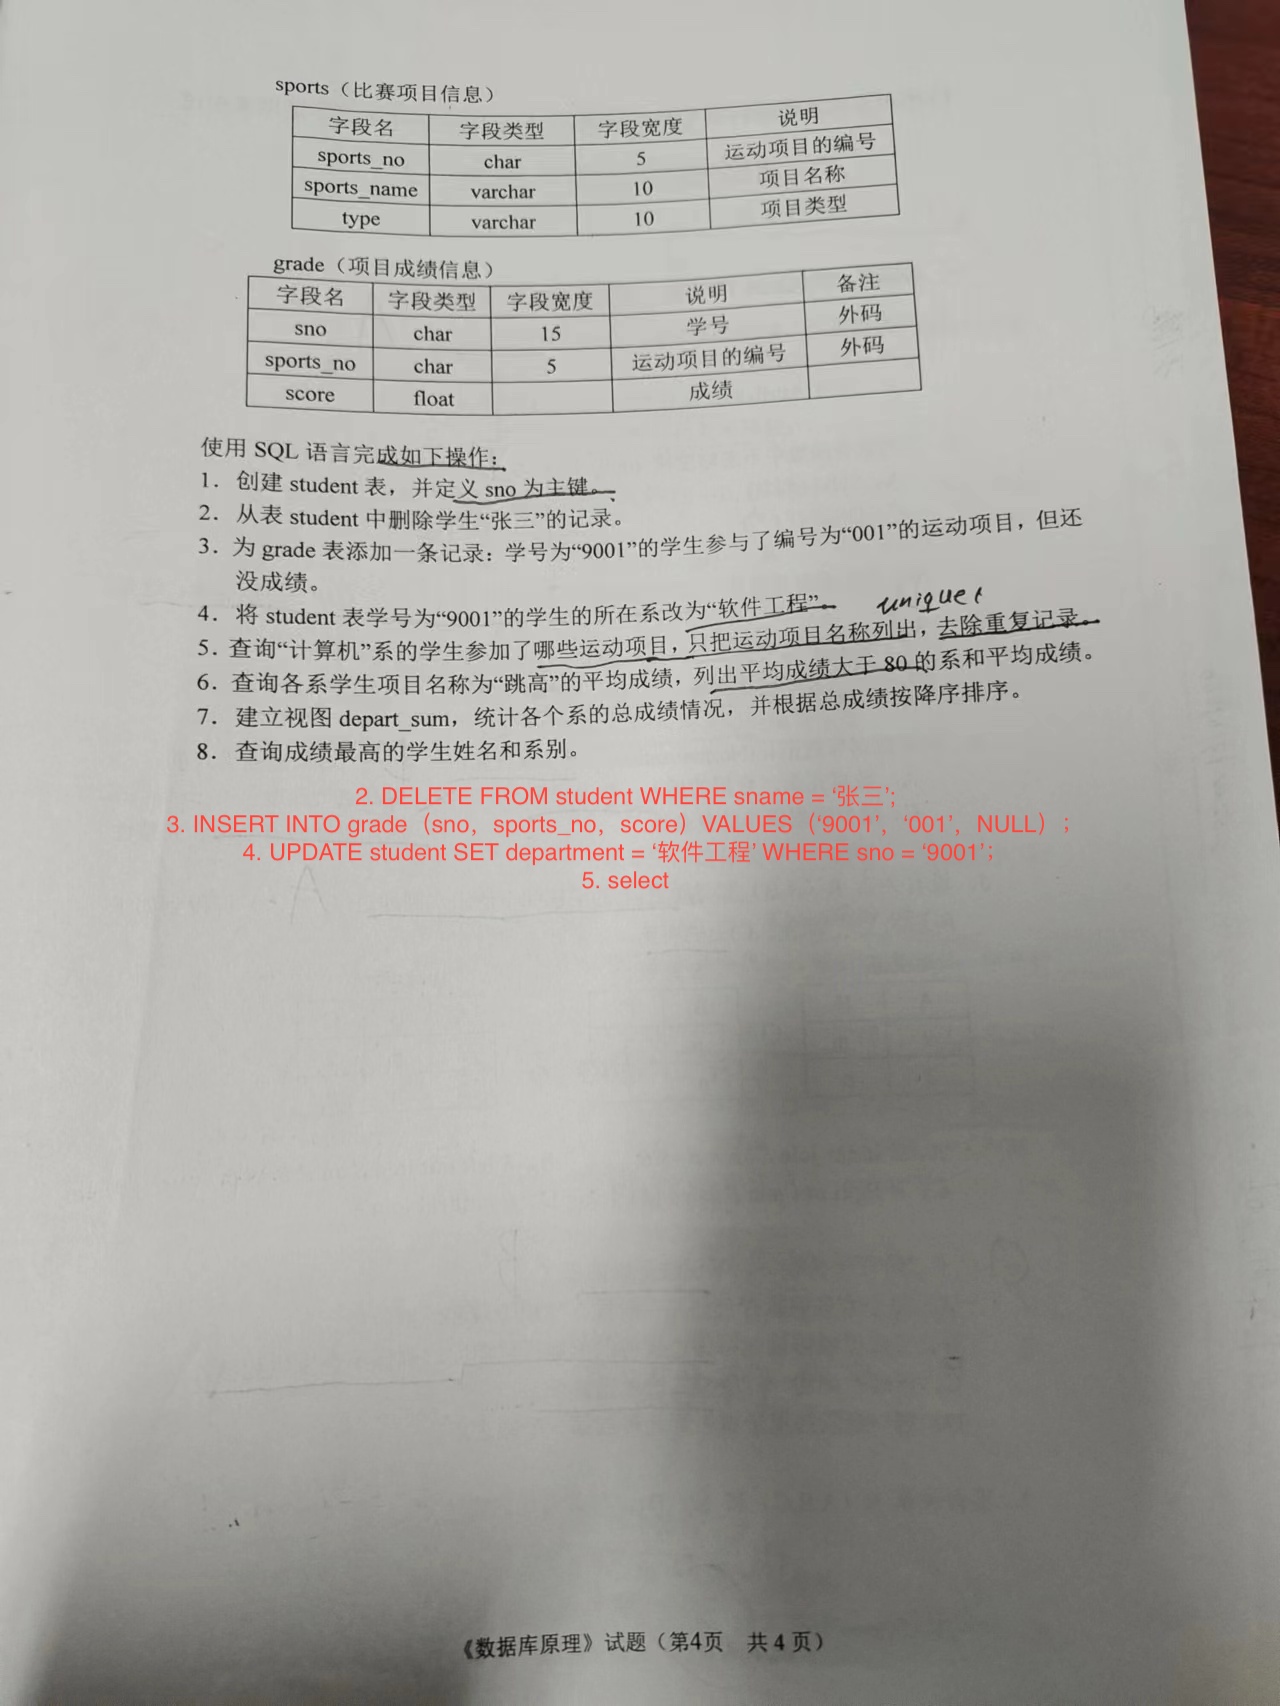 sports（比赛项目信息）
字段名 字段类型 字段宽度 说明
sports_no char 5 运动项目的编号
sports_name varchar 10 项目名称
type varchar 10 项目类型
grade（项目成绩信息）
字段名 字段类型 字段宽度 说明 备注
sno char 15 学号 外码
sports_no char 5 运动项目的编号 外码
score float 成绩
使用 SQL 语言完成如下操作：
1．创建 student 表，并定义 sno 为主键。
2．从表 student 中删除学生“张三”的记录。
3．为 grade 表添加一条记录：学号为“9001”的学生参与了编号为“001”的运动项目，但还
没成绩。
4．将 student 表学号为“9001”的学生的所在系改为“软件工程”。
unique
5．查询“计算机”系的学生参加了哪些运动项目，只把运动项目名称列出，去除重复记录。
6．查询各系学生项目名称为“跳高”的平均成绩，列出平均成绩大于 80 的系和平均成绩。
7．建立视图 depart_sum，统计各个系的总成绩情况，并根据总成绩按降序排序。
8．查询成绩最高的学生姓名和系别。
2. DELETE FROM student WHERE sname = ‘张三’;
3. INSERT INTO grade（sno，sports_no，score）VALUES（‘9001’，‘001’，NULL）；
4. UPDATE student SET department = ‘软件工程’ WHERE sno = ‘9001’；
5. select
《数据库原理》试题（第4页 共 4 页）